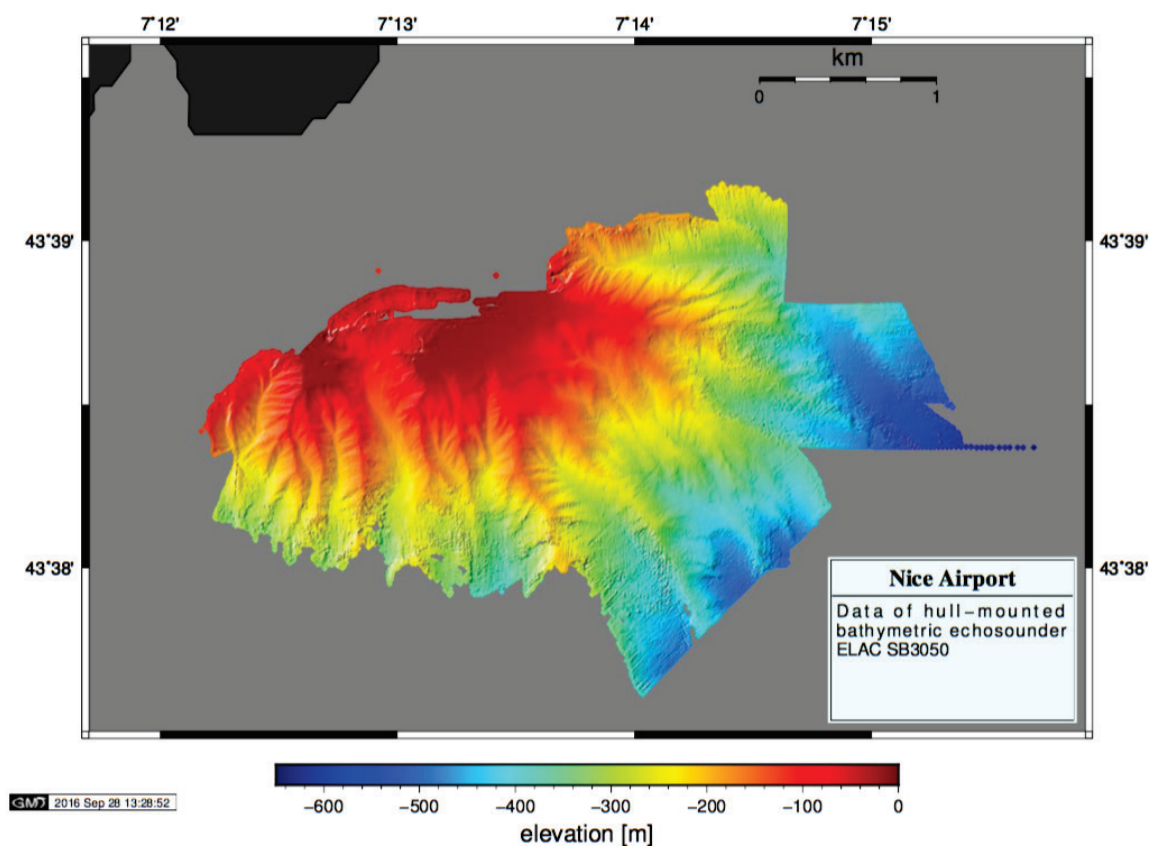 7°12' 7°13' 7°14' 7°15'
km
0 1
43°39' 43°39'
43°38' 43°38'
Nice Airport
Data of hull-mounted
bathymetric echosounder
ELAC SB3050
GMT 2016 Sep 28 13:28:52
−600 −500 −400 −300 −200 −100 0
elevation [m]